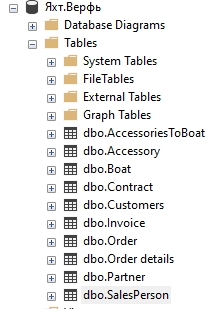 Яхт.Верфь
Database Diagrams
Tables
System Tables
FileTables
External Tables
Graph Tables
dbo.AccessoriesToBoat
dbo.Accessory
dbo.Boat
dbo.Contract
dbo.Customers
dbo.Invoice
dbo.Order
dbo.Order details
dbo.Partner
dbo.SalesPerson